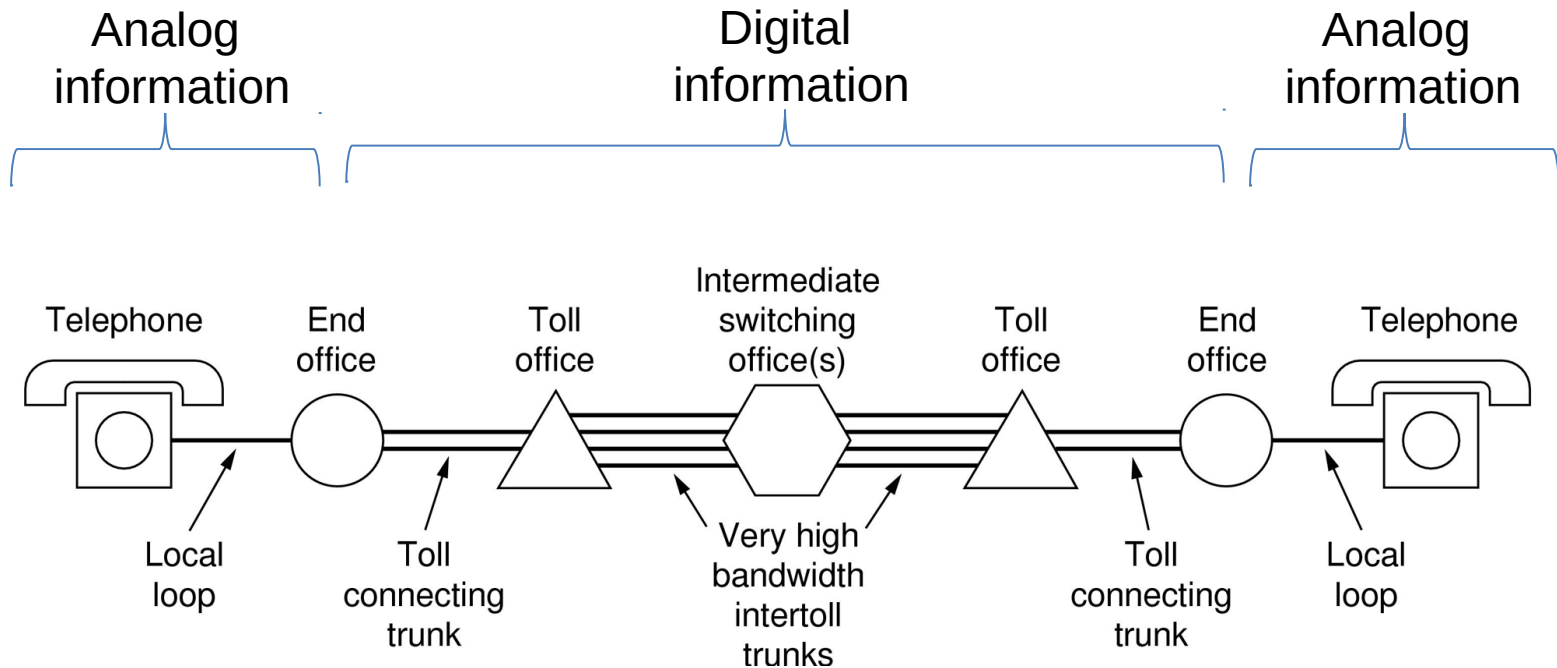 Analog
information
Digital
information
Analog
information
Telephone
End
office
Toll
office
Intermediate
switching
office(s)
Toll
office
End
office
Telephone
Local
loop
Toll
connecting
trunk
Very high
bandwidth
intertoll
trunks
Toll
connecting
trunk
Local
loop